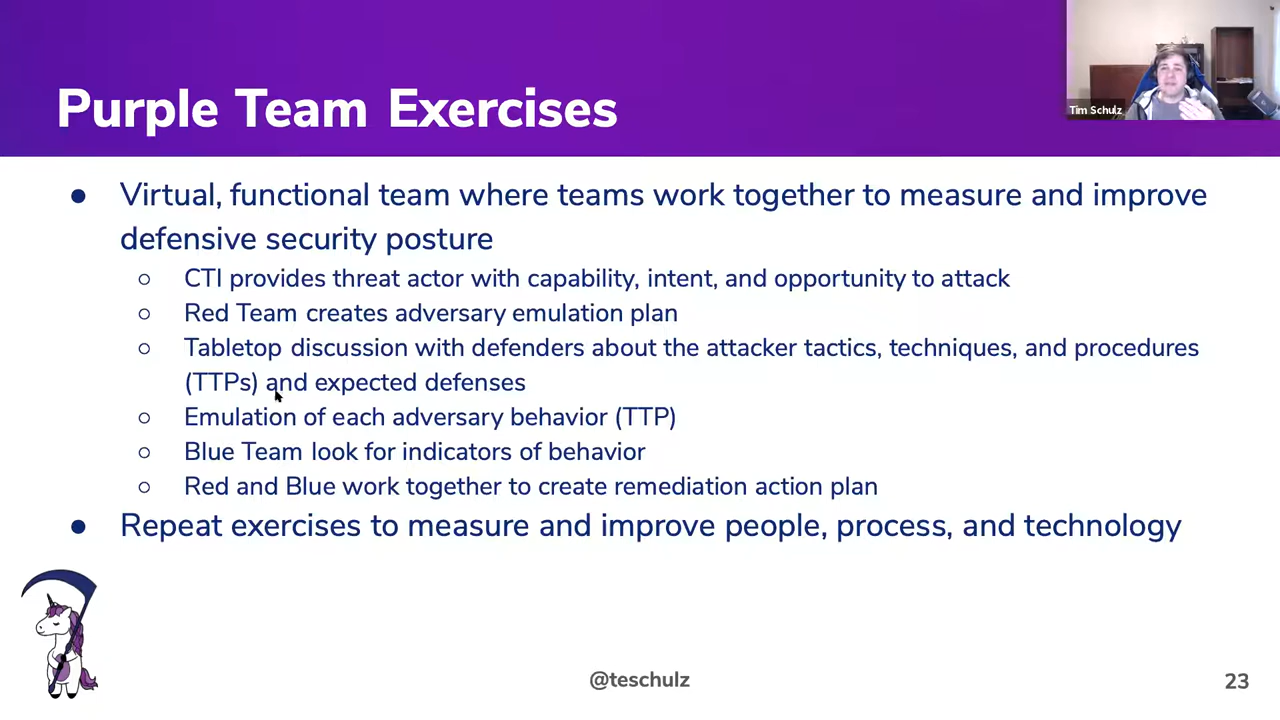 Purple Team Exercises
Tim Schulz
● Virtual, functional team where teams work together to measure and improve
defensive security posture
○ CTI provides threat actor with capability, intent, and opportunity to attack
○ Red Team creates adversary emulation plan
○ Tabletop discussion with defenders about the attacker tactics, techniques, and procedures
(TTPs) and expected defenses
○ Emulation of each adversary behavior (TTP)
○ Blue Team look for indicators of behavior
○ Red and Blue work together to create remediation action plan
● Repeat exercises to measure and improve people, process, and technology
@teschulz
23